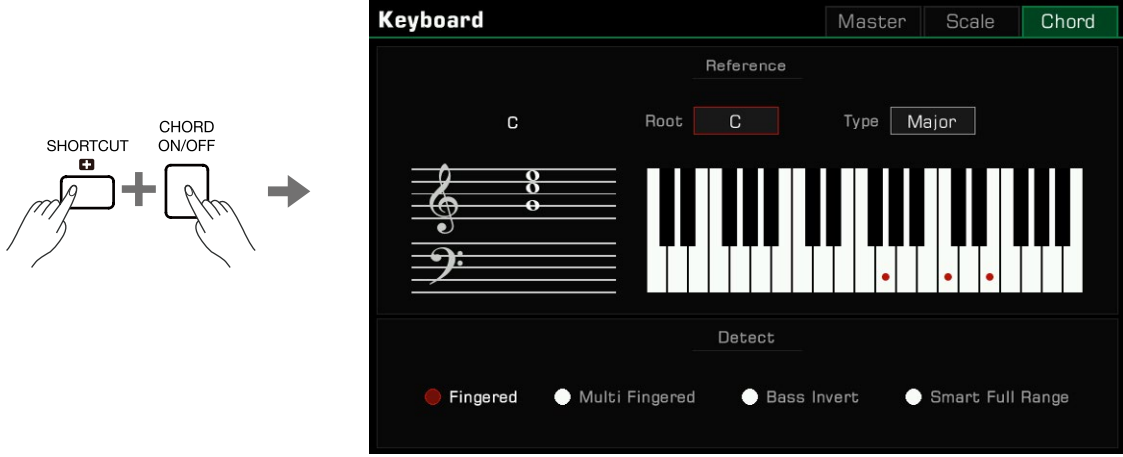 SHORTCUT
CHORD
ON/OFF
Keyboard
Master
Scale
Chord
Reference
C
Root
C
Type
Major
Detect
Fingered
Multi Fingered
Bass Invert
Smart Full Range